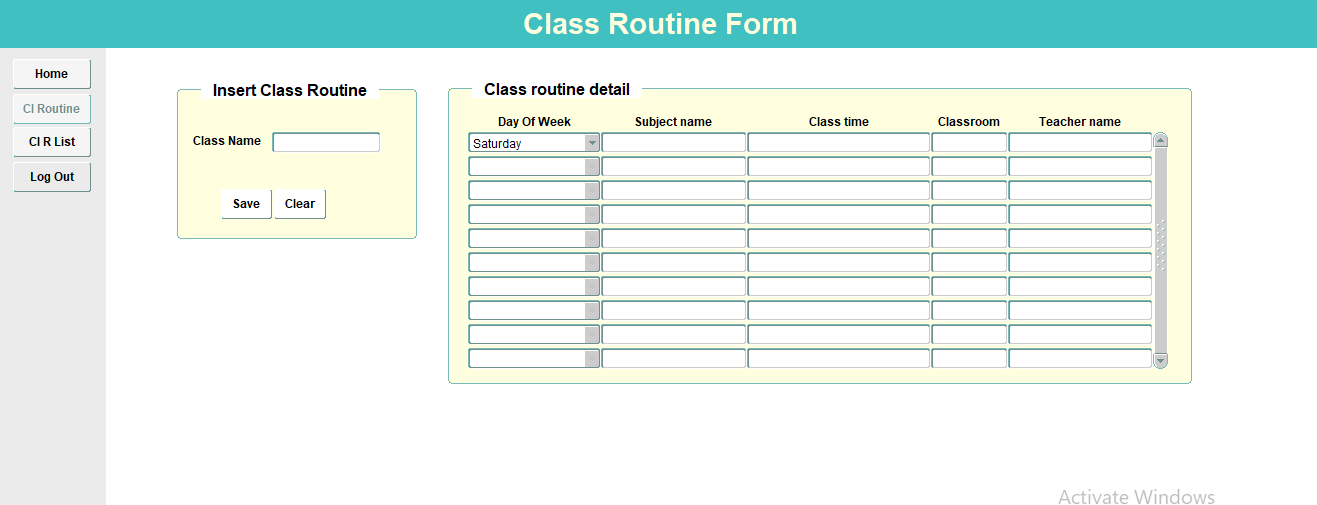 Class Routine Form
Home
Cl Routine
Cl R List
Log Out
Insert Class Routine
Class Name
Save Clear
Class routine detail
Day Of Week Subject name Class time Classroom Teacher name
Saturday
Activate Windows